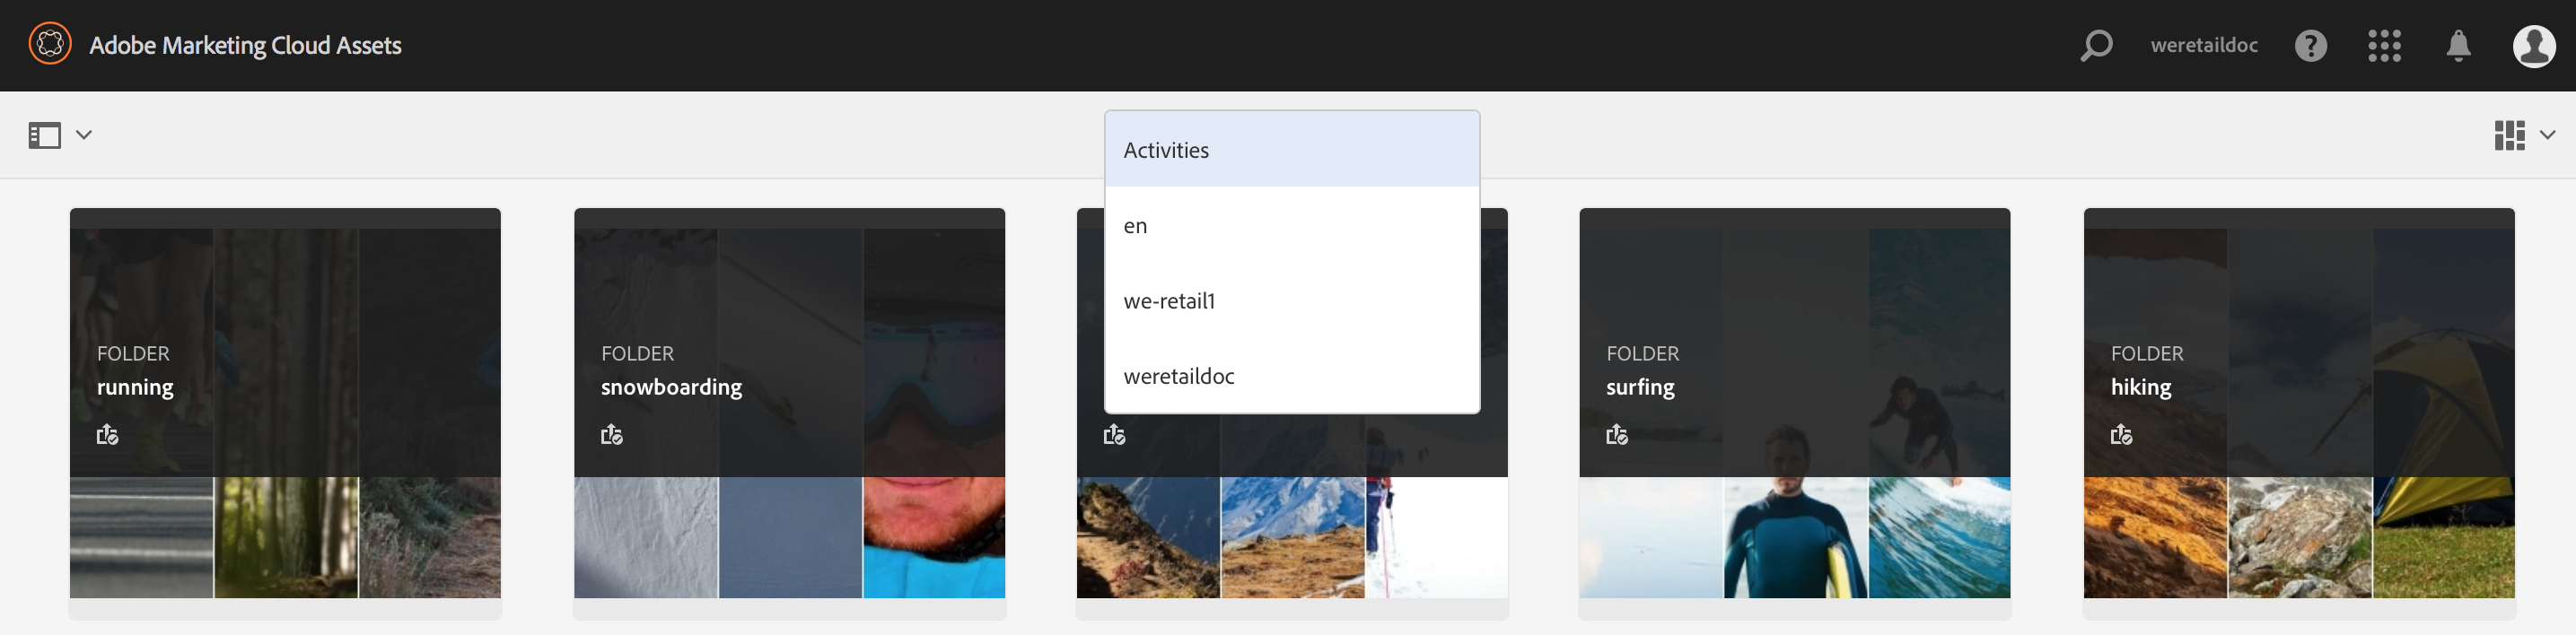 Adobe Marketing Cloud Assets
weretaildoc
?
Activities
en
we-retail1
weretaildoc
FOLDER
running
FOLDER
snowboarding
FOLDER
surfing
FOLDER
hiking